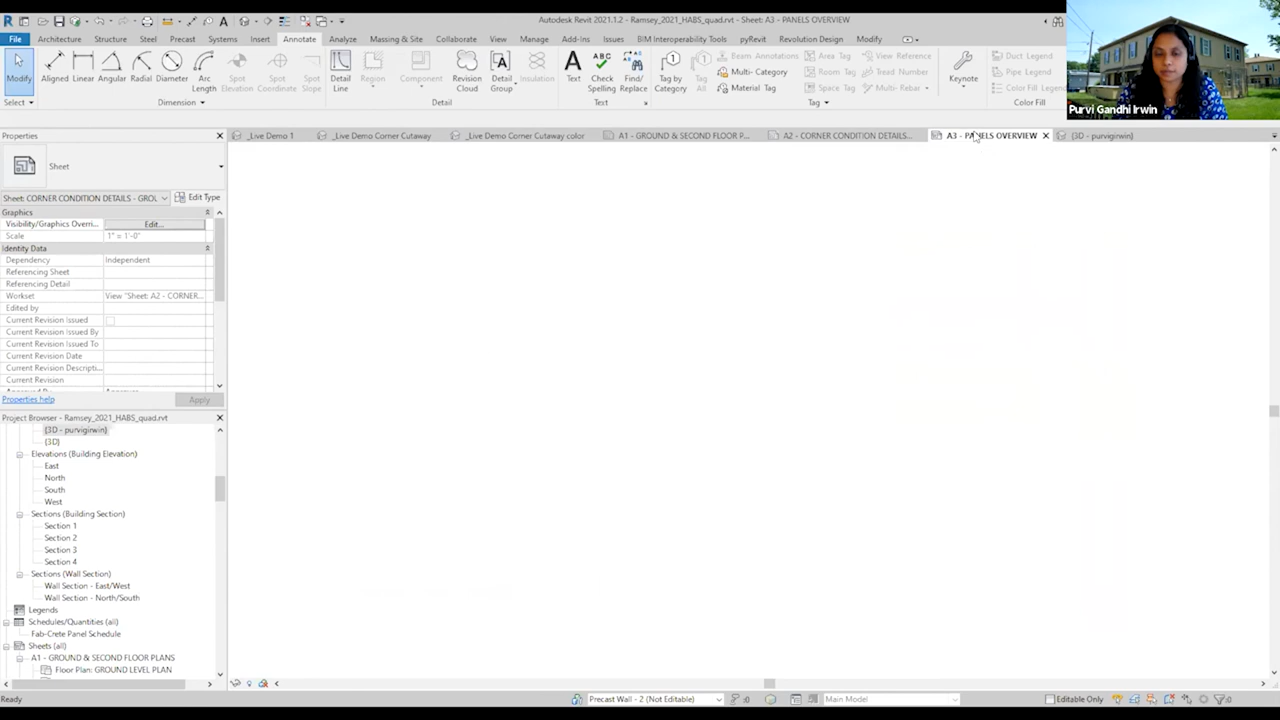 Autodesk Revit 2021.1.2 - Ramsey_2021_HABS_quad.rvt - Sheet: A3 - PANELS OVERVIEW
File Architecture Structure Steel Precast Systems Insert Annotate Analyze Massing & Site Collaborate View Manage Add-Ins Issues BIM Interoperability Tools pyRevit Revolution Design Modify
Modify Aligned Linear Angular Radial Diameter Arc Length Spot Elevation Spot Coordinate Spot Slope Detail Line Region Component Revision Cloud Detail Group Insulation Text Check Spelling Find/ Replace Tag by Category Tag All Beam Annotations Multi- Category Material Tag Area Tag Room Tag Space Tag View Reference Tread Number Multi- Rebar Keynote Duct Legend Pipe Legend Color Fill Legend
Select Dimension Detail Text Tag Color Fill
Purvi Gandhi Irwin
Properties
_Live Demo 1 _Live Demo Corner Cutaway _Live Demo Corner Cutaway color A1 - GROUND & SECOND FLOOR P... A2 - CORNER CONDITION DETAILS... A3 - PANELS OVERVIEW {3D - purvigirwin}
Sheet
Sheet: CORNER CONDITION DETAILS - GROU Edit Type
Graphics
Visibility/Graphics Overri... Edit...
Scale 1" = 1'-0"
Identity Data
Dependency Independent
Referencing Sheet
Referencing Detail
Workset View "Sheet: A2 - CORNER...
Edited by
Current Revision Issued
Current Revision Issued By
Current Revision Issued To
Current Revision Date
Current Revision Descripti...
Current Revision
Properties help Apply
Project Browser - Ramsey_2021_HABS_quad.rvt
{3D - purvigirwin}
{3D}
Elevations (Building Elevation)
East
North
South
West
Sections (Building Section)
Section 1
Section 2
Section 3
Section 4
Sections (Wall Section)
Wall Section - East/West
Wall Section - North/South
Legends
Schedules/Quantities (all)
Fab-Crete Panel Schedule
Sheets (all)
A1 - GROUND & SECOND FLOOR PLANS
Floor Plan: GROUND LEVEL PLAN
Ready Precast Wall - 2 (Not Editable) :0 Main Model Editable Only :0